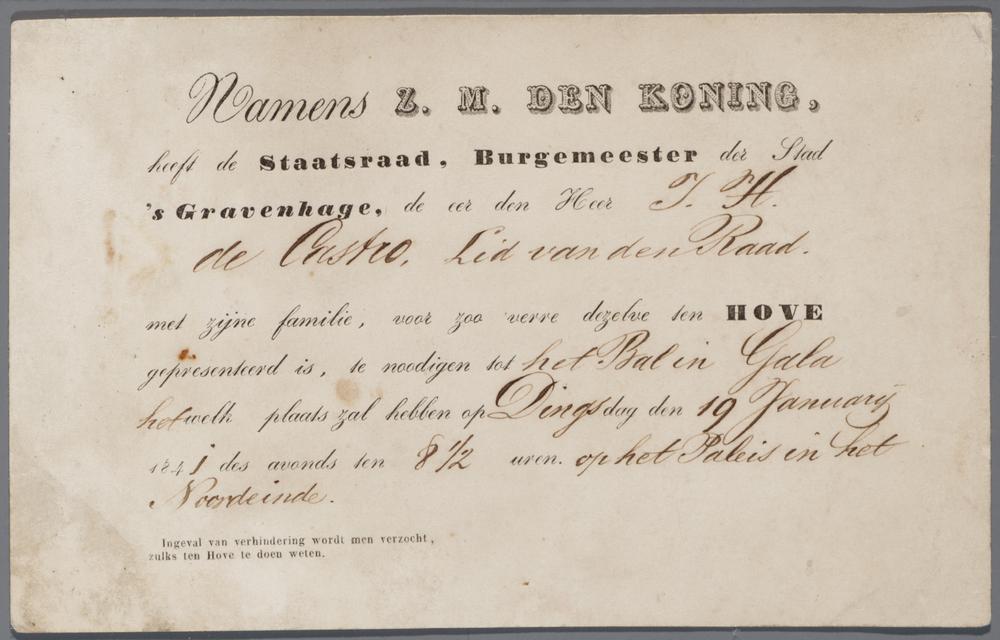 Namens Z. M. DEN KONING,
heeft de Staatsraad, Burgemeester der Stad
's Gravenhage, de eer den Heer J. H.
de Castro, Lid van den Raad.
met zijne familie, voor zoo verre dezelve ten HOVE
gepresenteerd is, te noodigen tot het Bal in Gala
hetwelk plaats zal hebben op Dingsdag den 19 January
1841 des avonds ten 8 1/2 uren. op het Paleis in het
Noordeinde.
Ingeval van verhindering wordt men verzocht,
zulks ten Hove te doen weten.